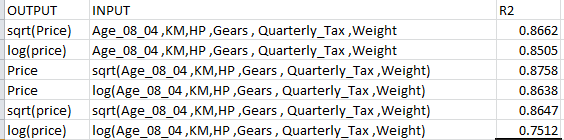 OUTPUT INPUT R2
sqrt(Price) Age_08_04 ,KM,HP ,Gears , Quarterly_Tax ,Weight 0.8662
log(price) Age_08_04 ,KM,HP ,Gears , Quarterly_Tax ,Weight 0.8505
Price sqrt(Age_08_04 ,KM,HP ,Gears , Quarterly_Tax ,Weight) 0.8758
Price log(Age_08_04 ,KM,HP ,Gears , Quarterly_Tax ,Weight) 0.8638
sqrt(price) sqrt(Age_08_04 ,KM,HP ,Gears , Quarterly_Tax ,Weight) 0.8647
log(price) log(Age_08_04 ,KM,HP ,Gears , Quarterly_Tax ,Weight) 0.7512